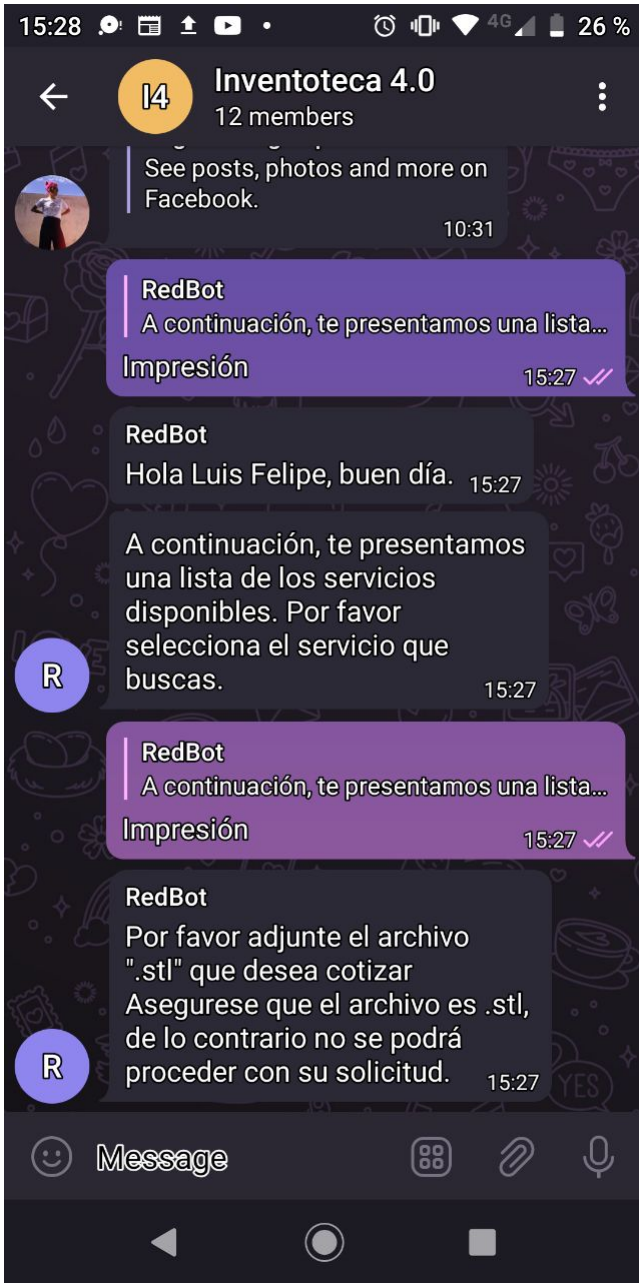 15:28
4G
26 %
I4
Inventoteca 4.0
12 members
See posts, photos and more on
Facebook.
10:31
RedBot
A continuación, te presentamos una lista...
Impresión
15:27
RedBot
Hola Luis Felipe, buen día.
15:27
A continuación, te presentamos
una lista de los servicios
disponibles. Por favor
selecciona el servicio que
buscas.
15:27
R
RedBot
A continuación, te presentamos una lista...
Impresión
15:27
RedBot
Por favor adjunte el archivo
".stl" que desea cotizar
Asegurese que el archivo es .stl,
de lo contrario no se podrá
proceder con su solicitud.
15:27
R
YES
Message